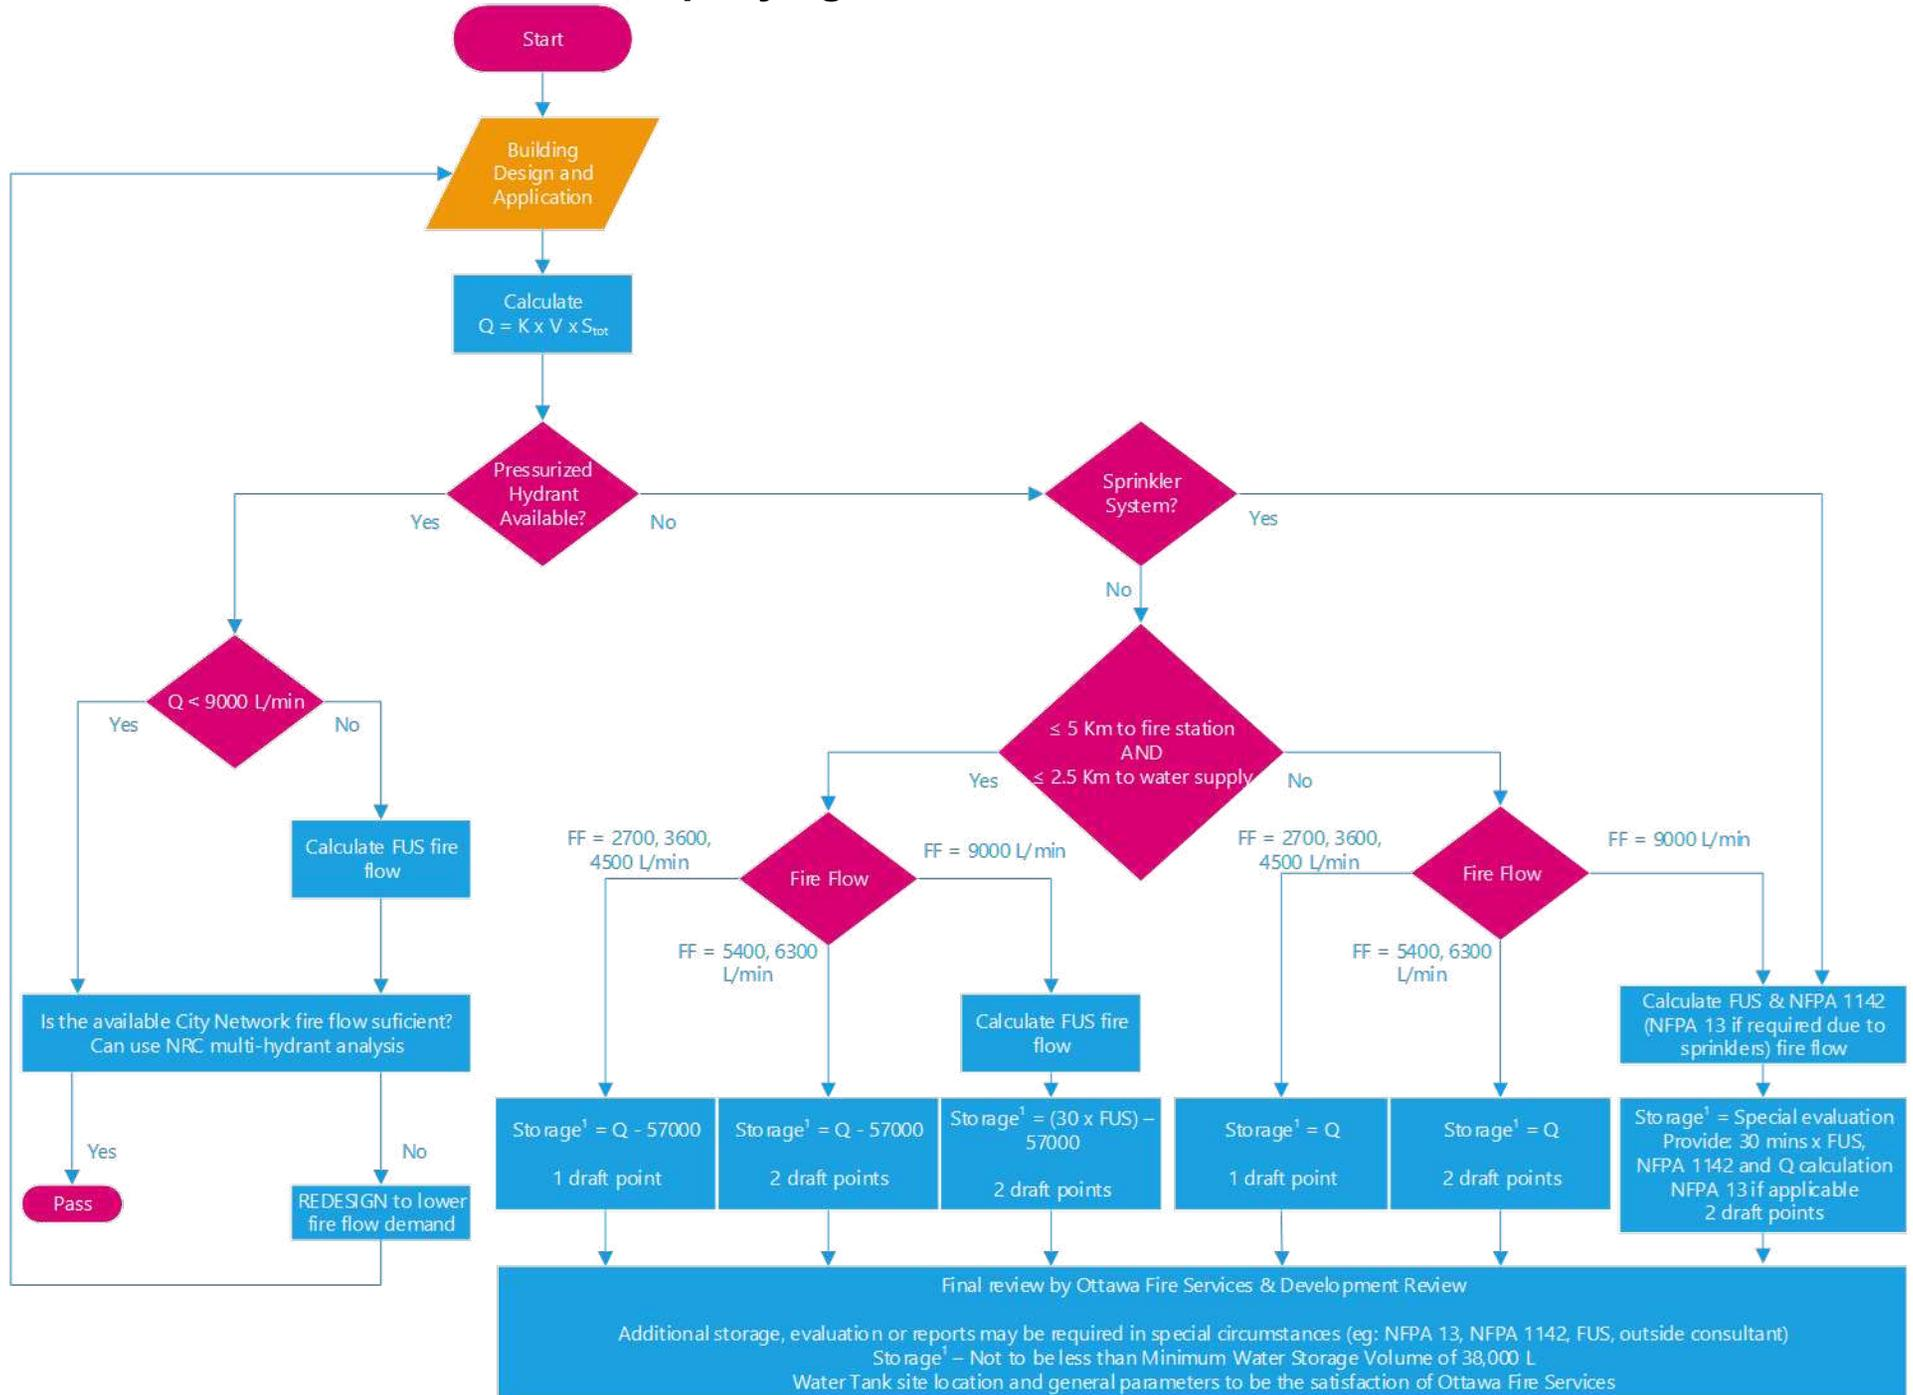 Start
Building
Design and
Application
Calculate
Q = K x V x Stot
Pressurized
Hydrant
Available?
Yes
No
Sprinkler
System?
Yes
No
Q < 9000 L/min
Yes
No
≤ 5 Km to fire station
AND
≤ 2.5 Km to water supply
Yes
No
Calculate FUS fire
flow
FF = 2700, 3600,
4500 L/min
Fire Flow
FF = 9000 L/min
FF = 5400, 6300
L/min
FF = 2700, 3600,
4500 L/min
Fire Flow
FF = 9000 L/min
FF = 5400, 6300
L/min
Is the available City Network fire flow suficient?
Can use NRC multi-hydrant analysis
Calculate FUS fire
flow
Calculate FUS & NFPA 1142
(NFPA 13 if required due to
sprinklers) fire flow
Yes
No
Pass
REDESIGN to lower
fire flow demand
Storage¹ = Q - 57000
1 draft point
Storage¹ = Q - 57000
2 draft points
Storage¹ = (30 x FUS) –
57000
2 draft points
Storage¹ = Q
1 draft point
Storage¹ = Q
2 draft points
Storage¹ = Special evaluation
Provide: 30 mins x FUS,
NFPA 1142 and Q calculation
NFPA 13 if applicable
2 draft points
Final review by Ottawa Fire Services & Development Review
Additional storage, evaluation or reports may be required in special circumstances (eg: NFPA 13, NFPA 1142, FUS, outside consultant)
Storage¹ – Not to be less than Minimum Water Storage Volume of 38,000 L
Water Tank site location and general parameters to be the satisfaction of Ottawa Fire Services